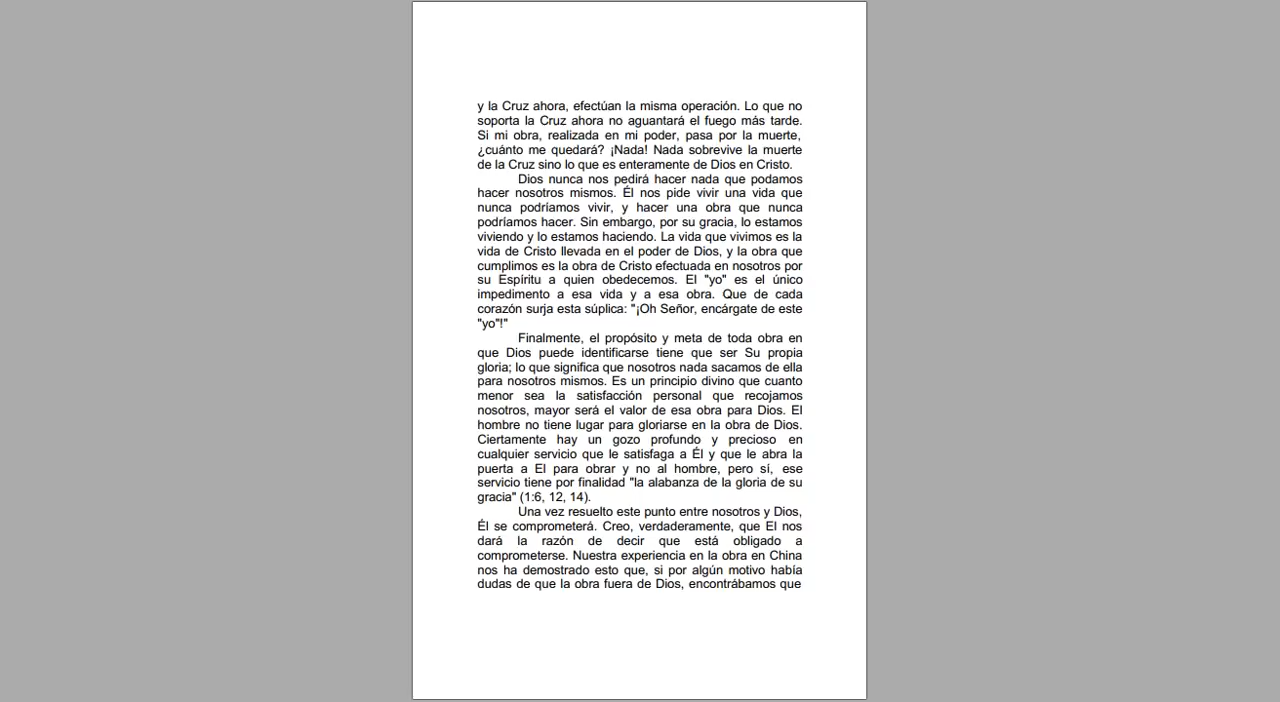 y la Cruz ahora, efectúan la misma operación. Lo que no
soporta la Cruz ahora no aguantará el fuego más tarde.
Si mi obra, realizada en mi poder, pasa por la muerte,
¿cuánto me quedará? ¡Nada! Nada sobrevive la muerte
de la Cruz sino lo que es enteramente de Dios en Cristo.
Dios nunca nos pedirá hacer nada que podamos
hacer nosotros mismos. Él nos pide vivir una vida que
nunca podríamos vivir, y hacer una obra que nunca
podríamos hacer. Sin embargo, por su gracia, lo estamos
viviendo y lo estamos haciendo. La vida que vivimos es la
vida de Cristo llevada en el poder de Dios, y la obra que
cumplimos es la obra de Cristo efectuada en nosotros por
su Espíritu a quien obedecemos. El "yo" es el único
impedimento a esa vida y a esa obra. Que de cada
corazón surja esta súplica: "¡Oh Señor, encárgate de este
"yo"!"
Finalmente, el propósito y meta de toda obra en
que Dios puede identificarse tiene que ser Su propia
gloria; lo que significa que nosotros nada sacamos de ella
para nosotros mismos. Es un principio divino que cuanto
menor sea la satisfacción personal que recojamos
nosotros, mayor será el valor de esa obra para Dios. El
hombre no tiene lugar para gloriarse en la obra de Dios.
Ciertamente hay un gozo profundo y precioso en
cualquier servicio que le satisfaga a Él y que le abra la
puerta a El para obrar y no al hombre, pero sí, ese
servicio tiene por finalidad "la alabanza de la gloria de su
gracia" (1:6, 12, 14).
Una vez resuelto este punto entre nosotros y Dios,
Él se comprometerá. Creo, verdaderamente, que El nos
dará la razón de decir que está obligado a
comprometerse. Nuestra experiencia en la obra en China
nos ha demostrado esto que, si por algún motivo había
dudas de que la obra fuera de Dios, encontrábamos que